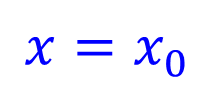 x = x₀